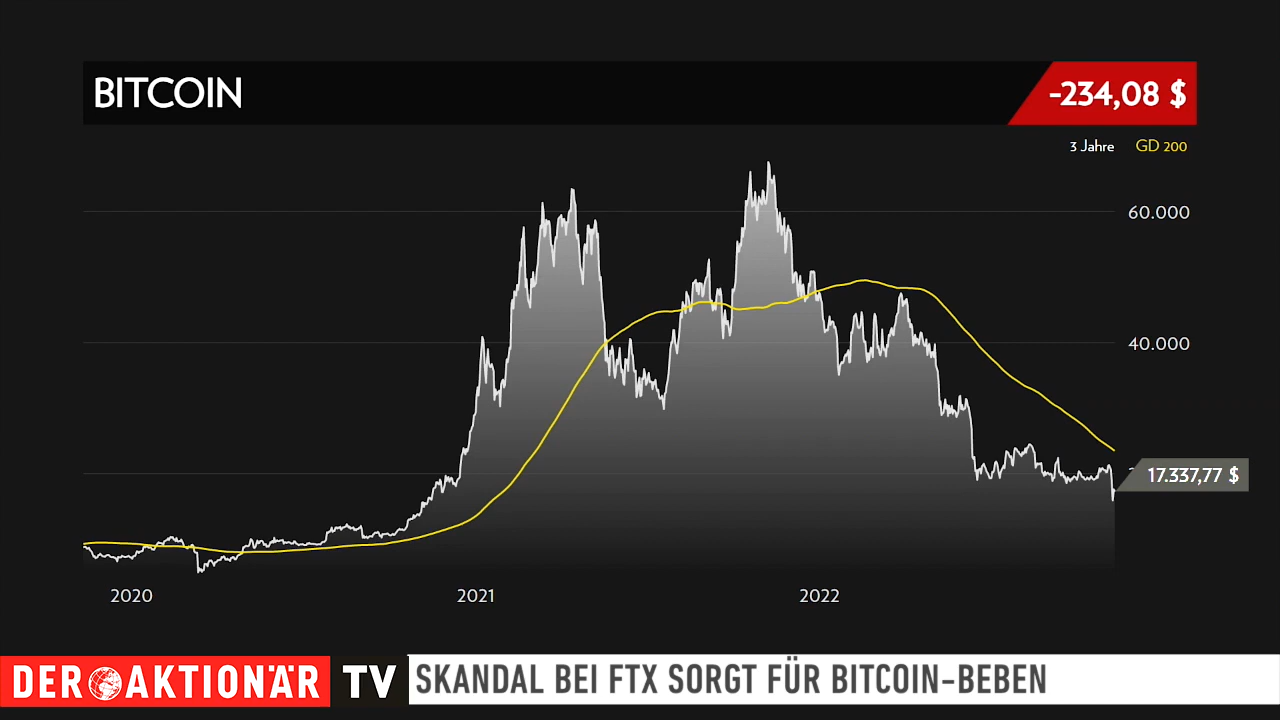 BITCOIN
-234,08 $
3 Jahre GD 200
60.000
40.000
17.337,77 $
2020 2021 2022
DER AKTIONÄR TV
SKANDAL BEI FTX SORGT FÜR BITCOIN-BEBEN